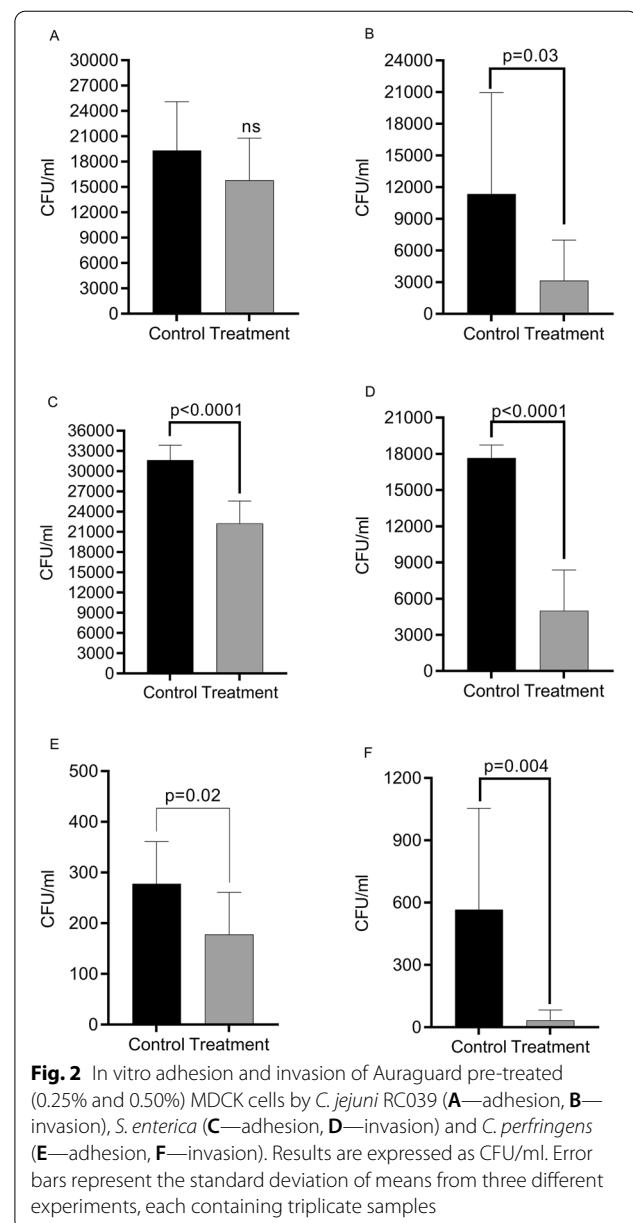 A
B
30000
27000
24000
21000
18000
15000
12000
9000
6000
3000
0
CFU/ml
ns
Control Treatment
24000
21000
18000
15000
12000
9000
6000
3000
0
CFU/ml
p=0.03
Control Treatment
C
D
36000
33000
30000
27000
24000
21000
18000
15000
12000
9000
6000
3000
0
CFU/ml
p<0.0001
Control Treatment
21000
18000
15000
12000
9000
6000
3000
0
CFU/ml
p<0.0001
Control Treatment
E
F
500
400
300
200
100
0
CFU/ml
p=0.02
Control Treatment
1200
900
600
300
0
CFU/ml
p=0.004
Control Treatment
Fig. 2 In vitro adhesion and invasion of Auraguard pre-treated
(0.25% and 0.50%) MDCK cells by C. jejuni RC039 (A—adhesion, B—
invasion), S. enterica (C—adhesion, D—invasion) and C. perfringens
(E—adhesion, F—invasion). Results are expressed as CFU/ml. Error
bars represent the standard deviation of means from three different
experiments, each containing triplicate samples